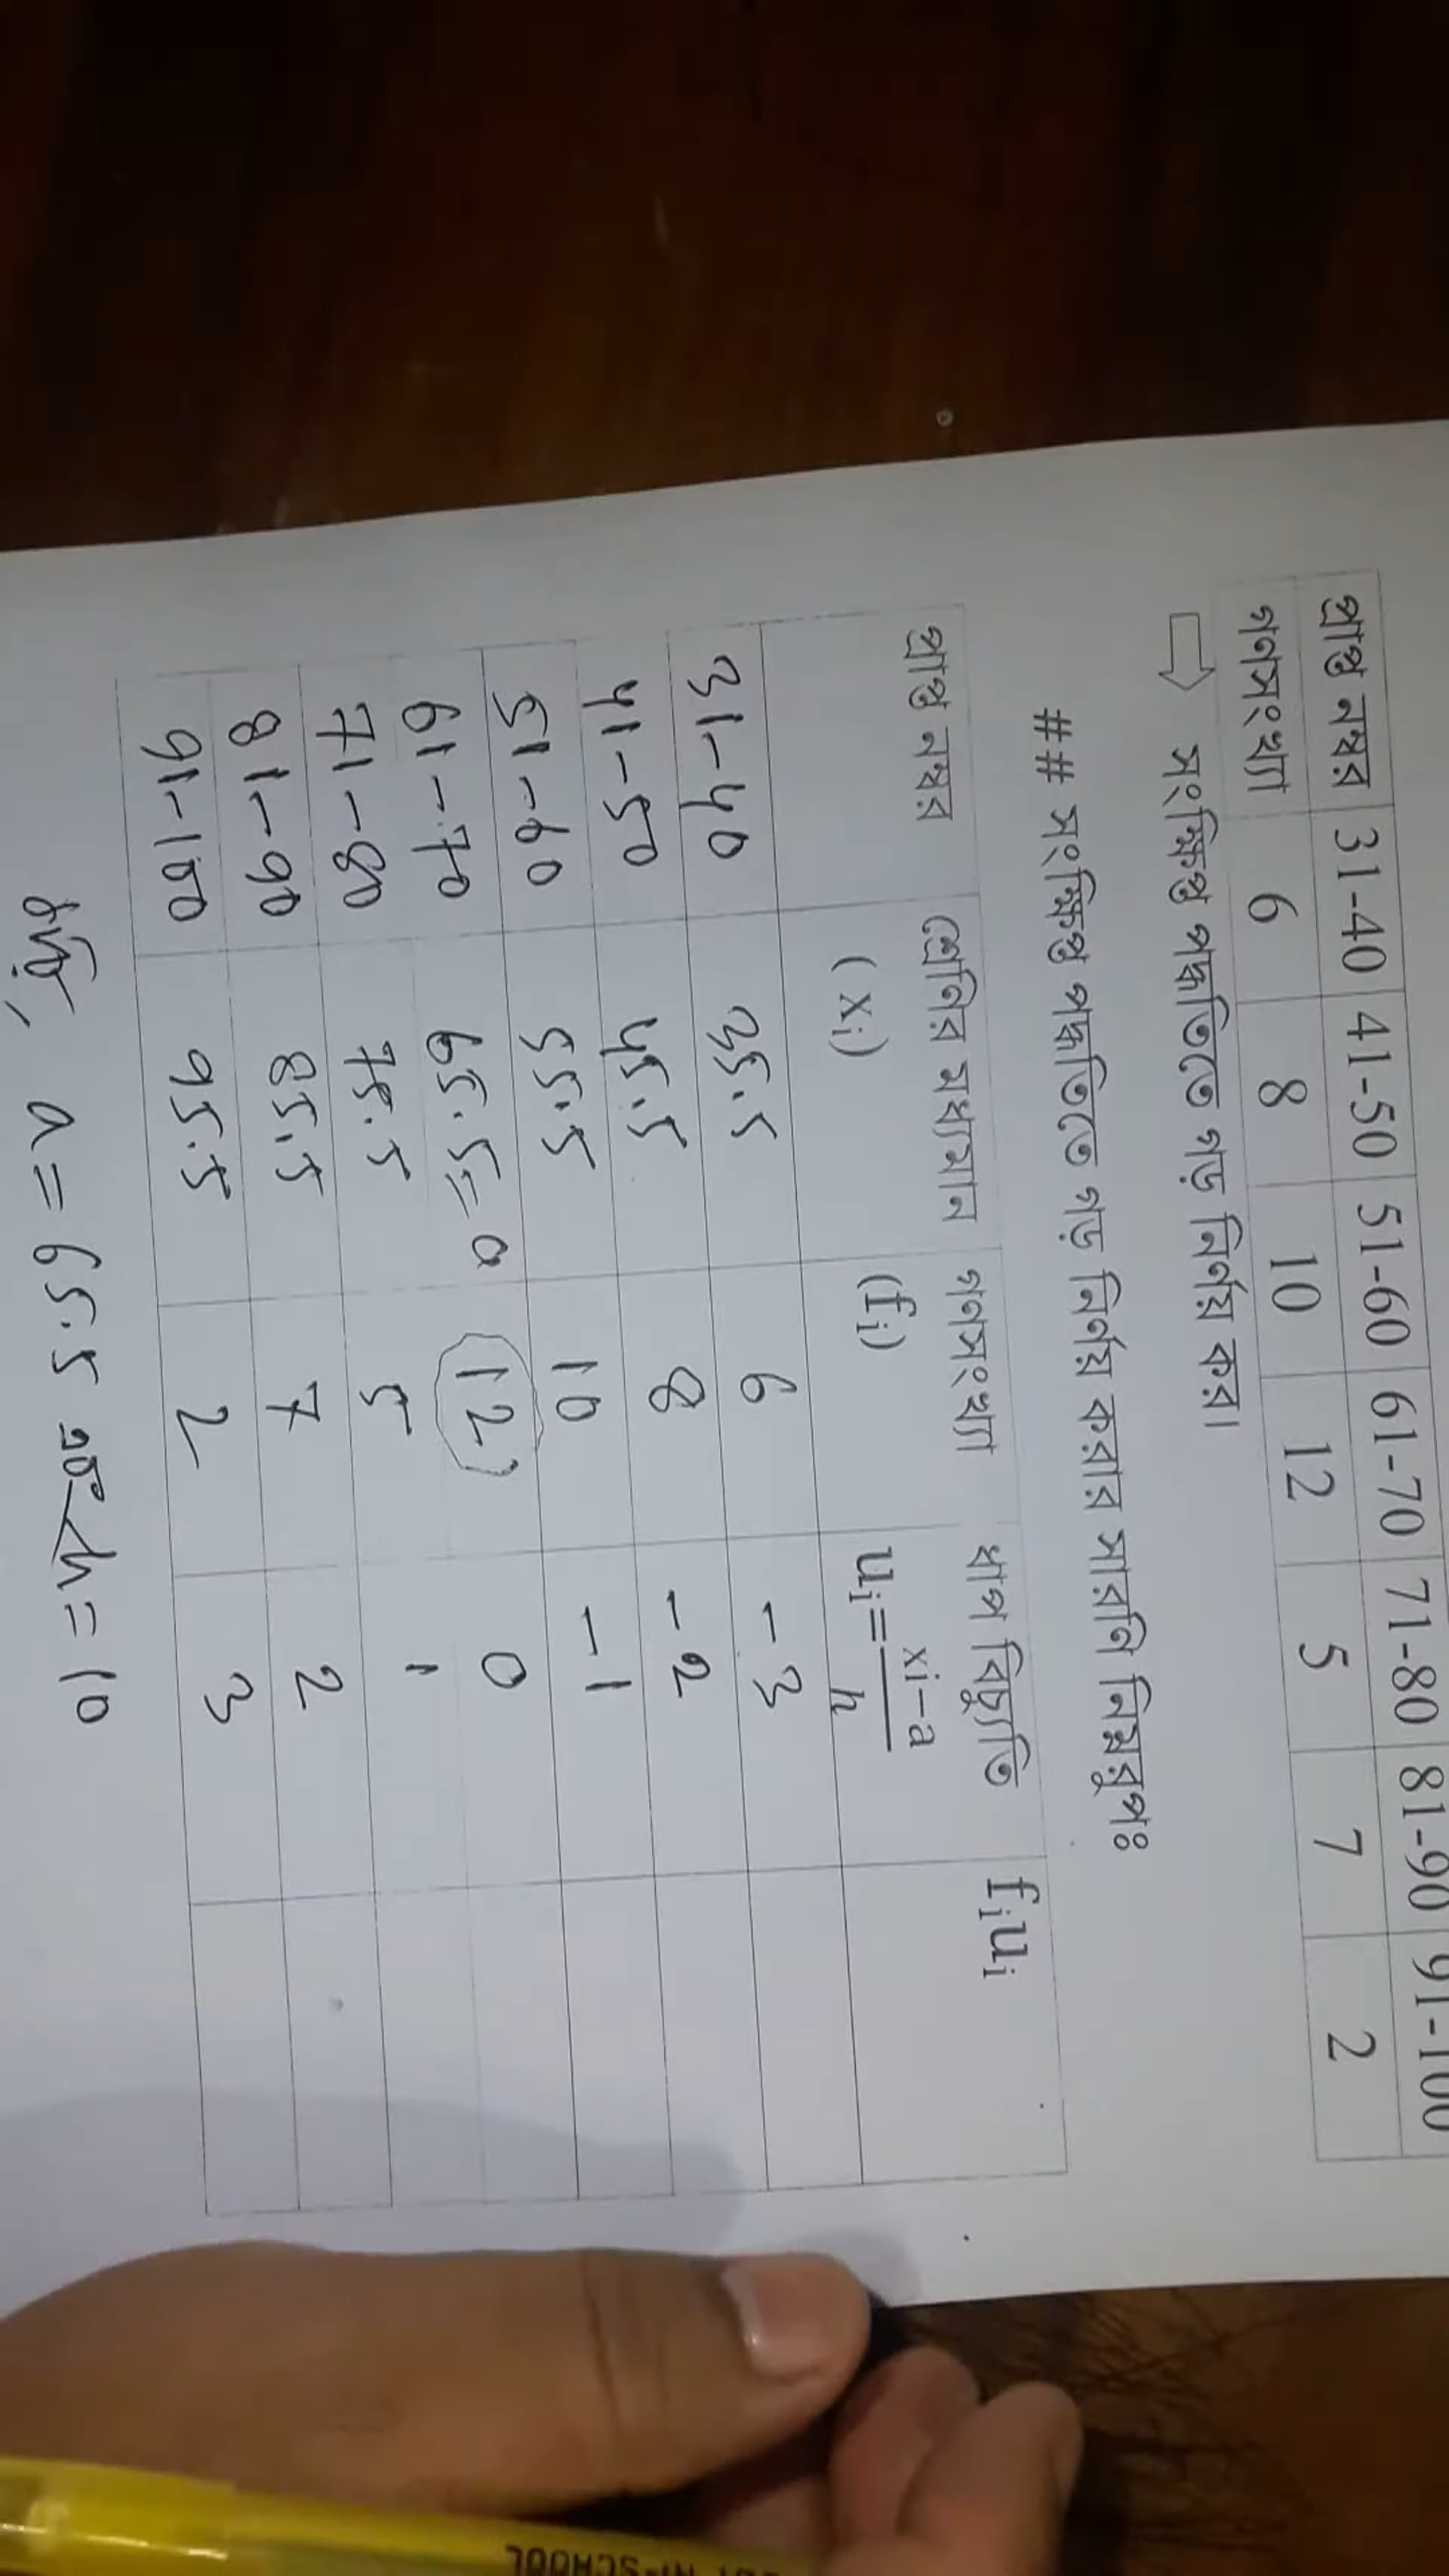 প্রাপ্ত নম্বর 31-40 41-50 51-60 61-70 71-80 81-90 91-100
গণসংখ্যা 6 8 10 12 5 7 2
সংক্ষিপ্ত পদ্ধতিতে গড় নির্ণয় কর।
## সংক্ষিপ্ত পদ্ধতিতে গড় নির্ণয় করার সারনি নিম্নরুপঃ
প্রাপ্ত নম্বর শ্রেনির মধ্যমান (xi) গণসংখ্যা (fi) ধাপ বিচ্যুতি ui = xi-a / h fiui
31-40 35.5 6 -3
41-50 45.5 8 -2
51-60 55.5 10 -1
61-70 65.5=a 12 0
71-80 75.5 5 1
81-90 85.5 7 2
91-100 95.5 2 3
ধরি, a = 65.5 এবং h = 10